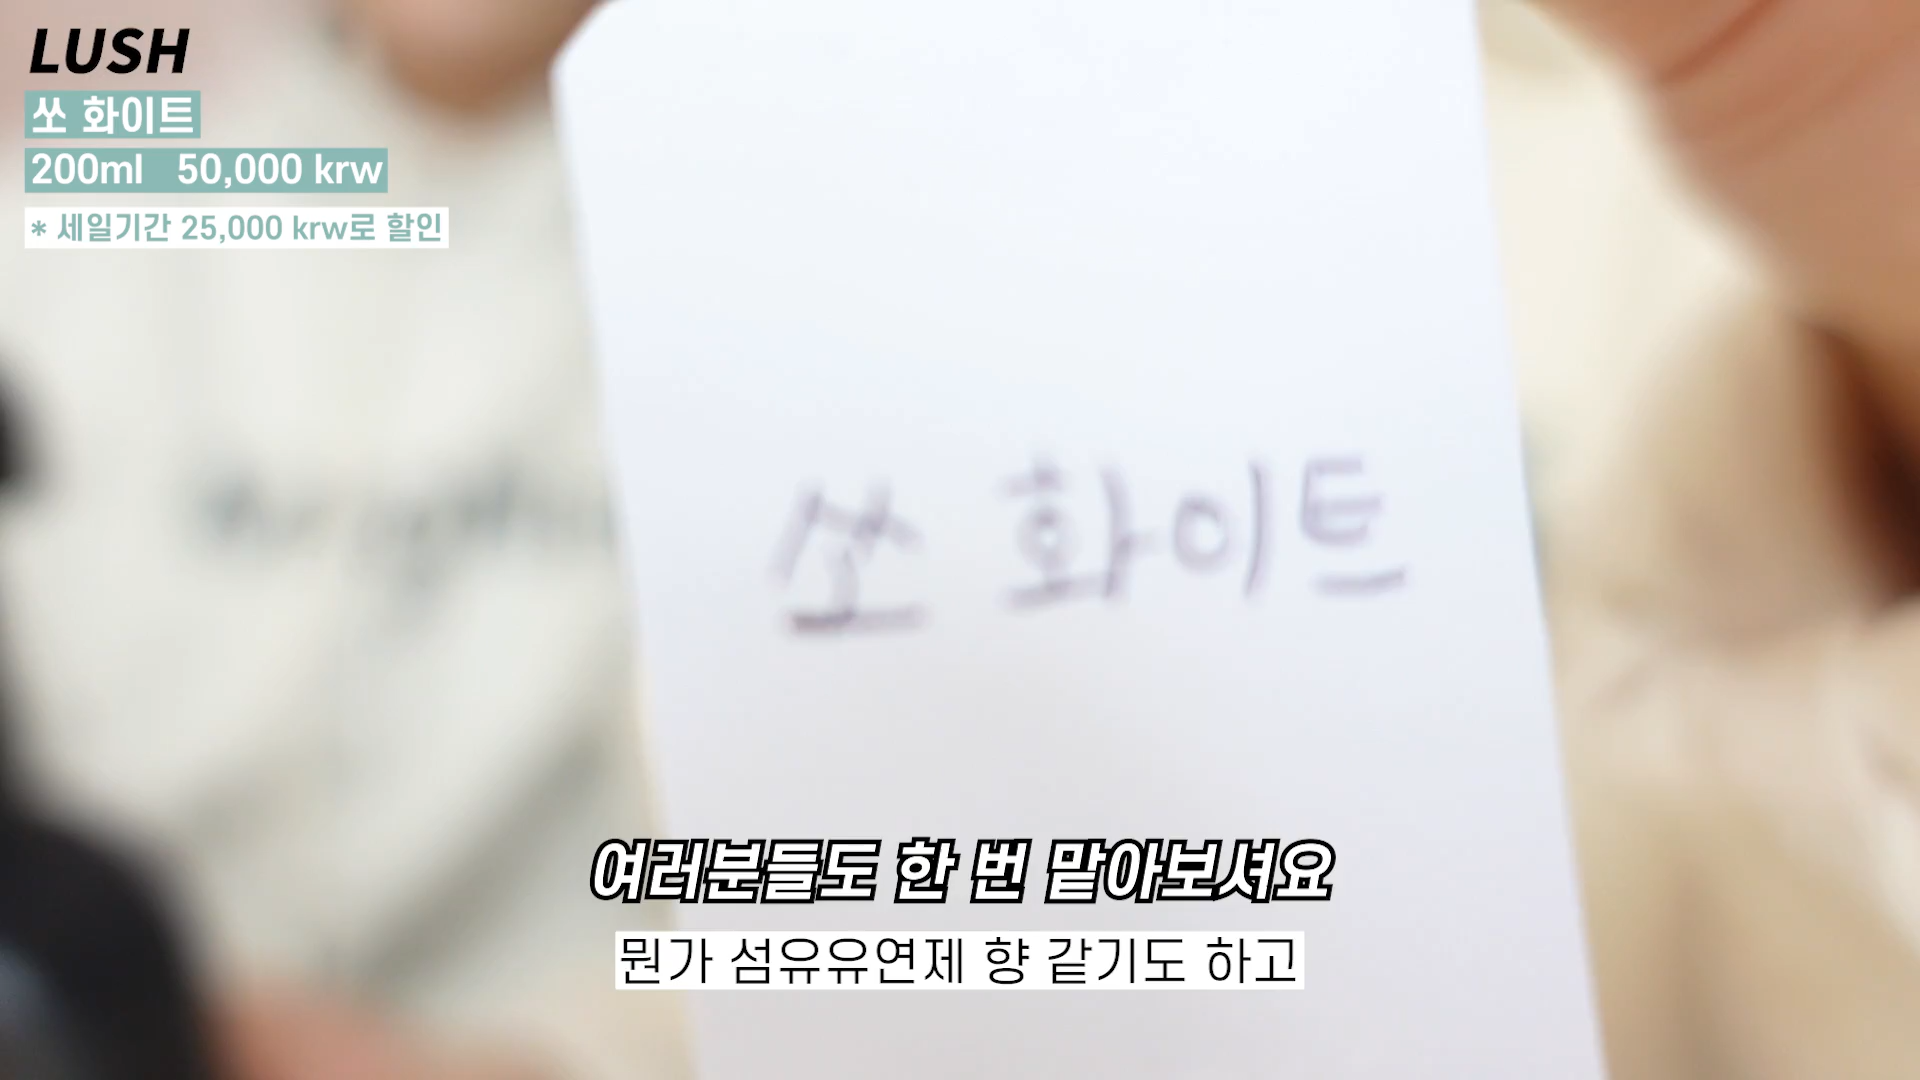 LUSH
쏘 화이트
200ml 50,000 krw
* 세일기간 25,000 krw로 할인
쏘 화이트
여러분들도 한 번 맡아보셔요
뭔가 섬유유연제 향 같기도 하고